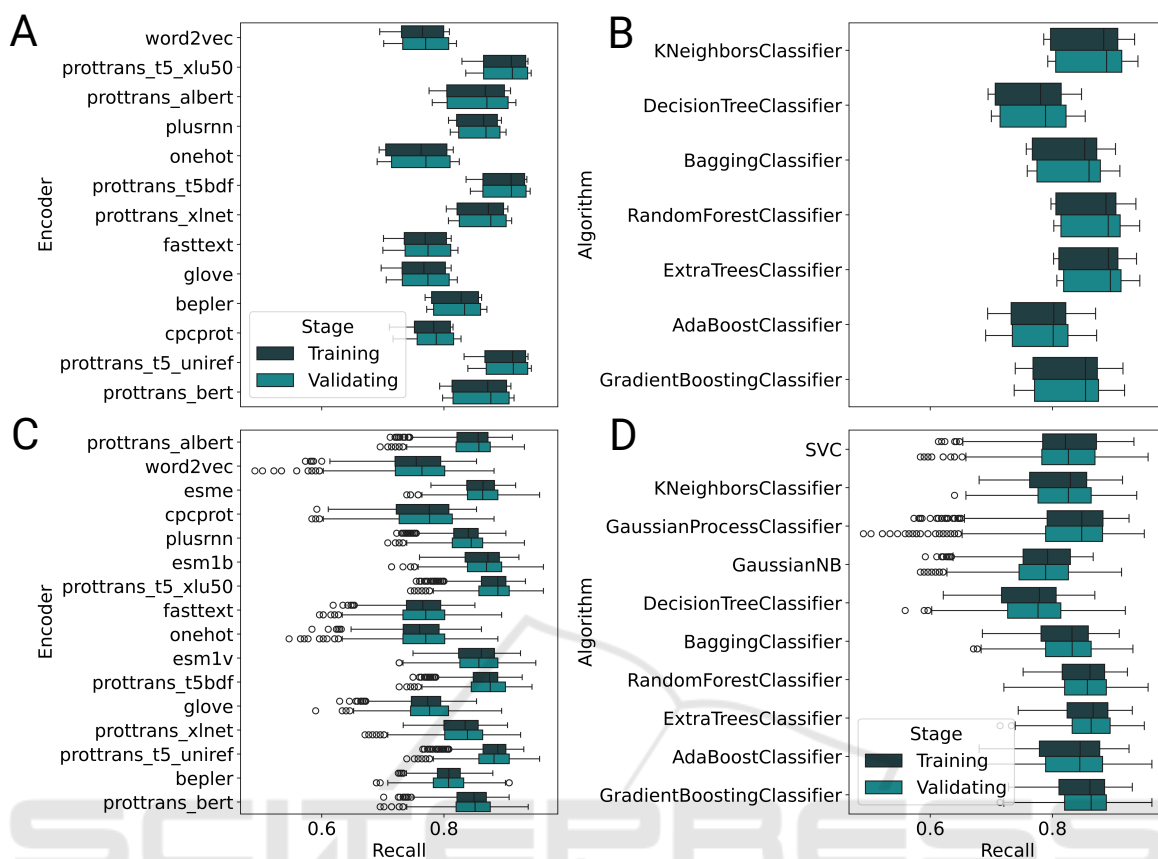 A
word2vec
prottrans_t5_xlu50
prottrans_albert
plusrnn
onehot
prottrans_t5bdf
prottrans_xlnet
fasttext
glove
bepler
cpcprot
prottrans_t5_uniref
prottrans_bert
Encoder
Stage
Training
Validating
B
KNeighborsClassifier
DecisionTreeClassifier
BaggingClassifier
RandomForestClassifier
ExtraTreesClassifier
AdaBoostClassifier
GradientBoostingClassifier
Algorithm
C
prottrans_albert
word2vec
esme
cpcprot
plusrnn
esm1b
prottrans_t5_xlu50
fasttext
onehot
esm1v
prottrans_t5bdf
glove
prottrans_xlnet
prottrans_t5_uniref
bepler
prottrans_bert
Encoder
0.6 0.8
Recall
D
SVC
KNeighborsClassifier
GaussianProcessClassifier
GaussianNB
DecisionTreeClassifier
BaggingClassifier
RandomForestClassifier
ExtraTreesClassifier
AdaBoostClassifier
GradientBoostingClassifier
Algorithm
Stage
Training
Validating
0.6 0.8
Recall
SCITEPRESS